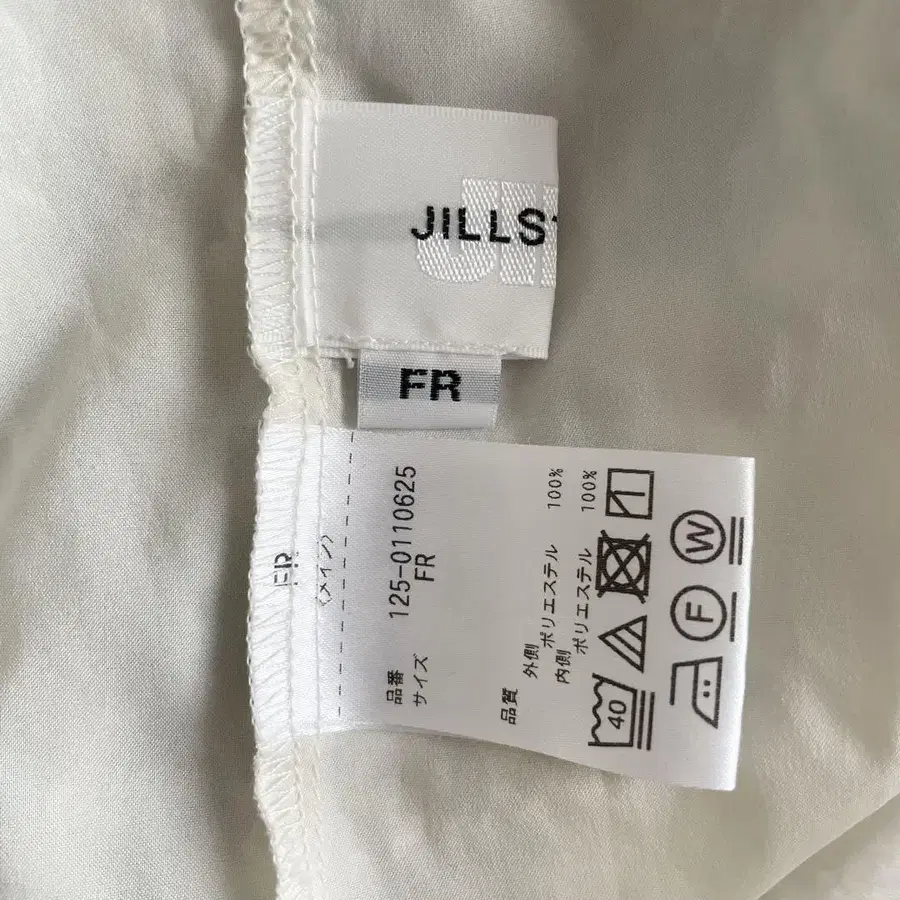 JILLS
FR
FR
(メイン)
品番 125-0110625
サイズ FR
品質
外側
ポリエステル 100%
内側
ポリエステル 100%
40
W
F